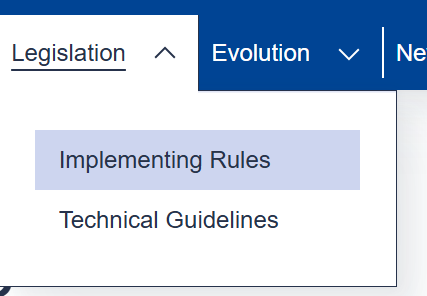 Legislation Evolution
Implementing Rules
Technical Guidelines